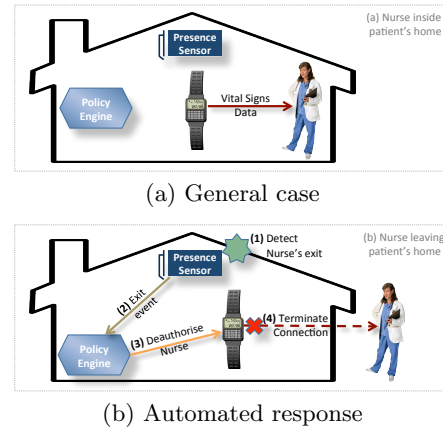 (a) Nurse inside
patient's home
Presence
Sensor
Policy
Engine
Vital Signs
Data
(a) General case
(b) Nurse leaving
patient's home
(1) Detect
Nurse's exit
Presence
Sensor
(2) Exit
event
(4) Terminate
Connection
(3) Deauthorise
Nurse
Policy
Engine
(b) Automated response